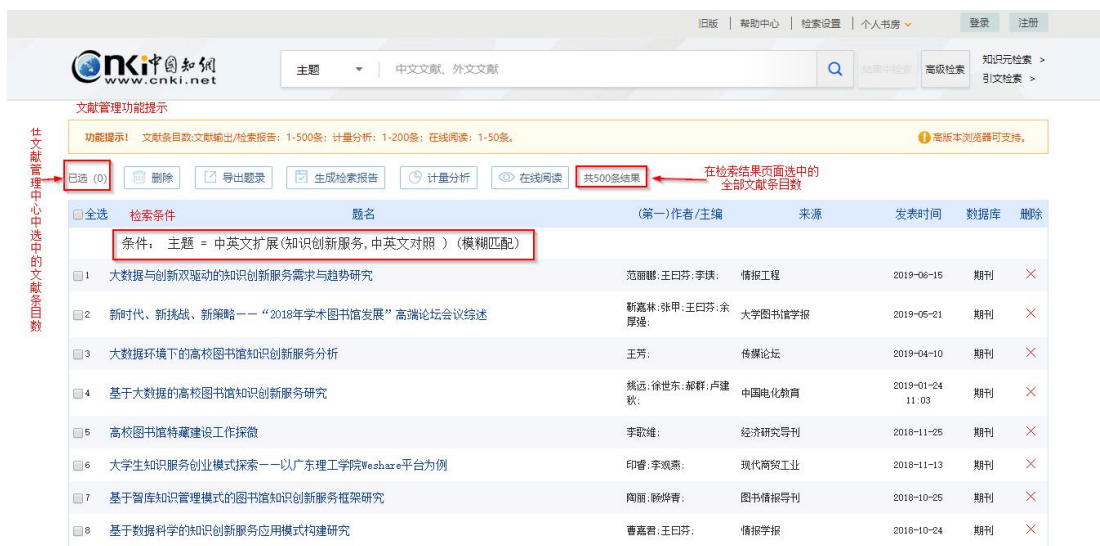 旧版 | 帮助中心 | 检索设置 | 个人书房 登录 注册
cnki中国知网
www.cnki.net
主题 中文文献、外文文献 结果中检索 高级检索
知识元检索 >
引文检索 >
文献管理功能提示
功能提示! 文献条目数:文献输出/检索报告: 1-500条; 计量分析: 1-200条; 在线阅读: 1-50条。 高版本浏览器可支持。
在文献管理中心中选中的文献条目数
已选 (0) 删除 导出题录 生成检索报告 计量分析 在线阅读 共500条结果
在检索结果页面选中的
全部文献条目数
全选 检索条件 题名 (第一)作者/主编 来源 发表时间 数据库 删除
条件: 主题 = 中英文扩展(知识创新服务,中英文对照 ) (模糊匹配)
1 大数据与创新双驱动的知识创新服务需求与趋势研究 范丽鹏;王曰芬;李 ; 情报工程 2019-06-15 期刊
2 新时代、新挑战、新策略——“2018年学术图书馆发展”高端论坛会议综述 靳嘉林;张甲;王曰芬;余厚强; 大学图书馆学报 2019-05-21 期刊
3 大数据环境下的高校图书馆知识创新服务分析 王芳; 传媒论坛 2019-04-10 期刊
4 基于大数据的高校图书馆知识创新服务研究 姚远;徐世东;郝群;卢建秋; 中国电化教育 2019-01-24 11:03 期刊
5 高校图书馆特藏建设工作探微 李歌维; 经济研究导刊 2018-11-25 期刊
6 大学生知识服务创业模式探索——以广东理工学院Weshare平台为例 印睿;李观燕; 现代商贸工业 2018-11-13 期刊
7 基于智库知识管理模式的图书馆知识创新服务框架研究 陶丽;顾烨青; 图书情报导刊 2018-10-25 期刊
8 基于数据科学的知识创新服务应用模式构建研究 曹嘉君;王曰芬; 情报学报 2018-10-24 期刊